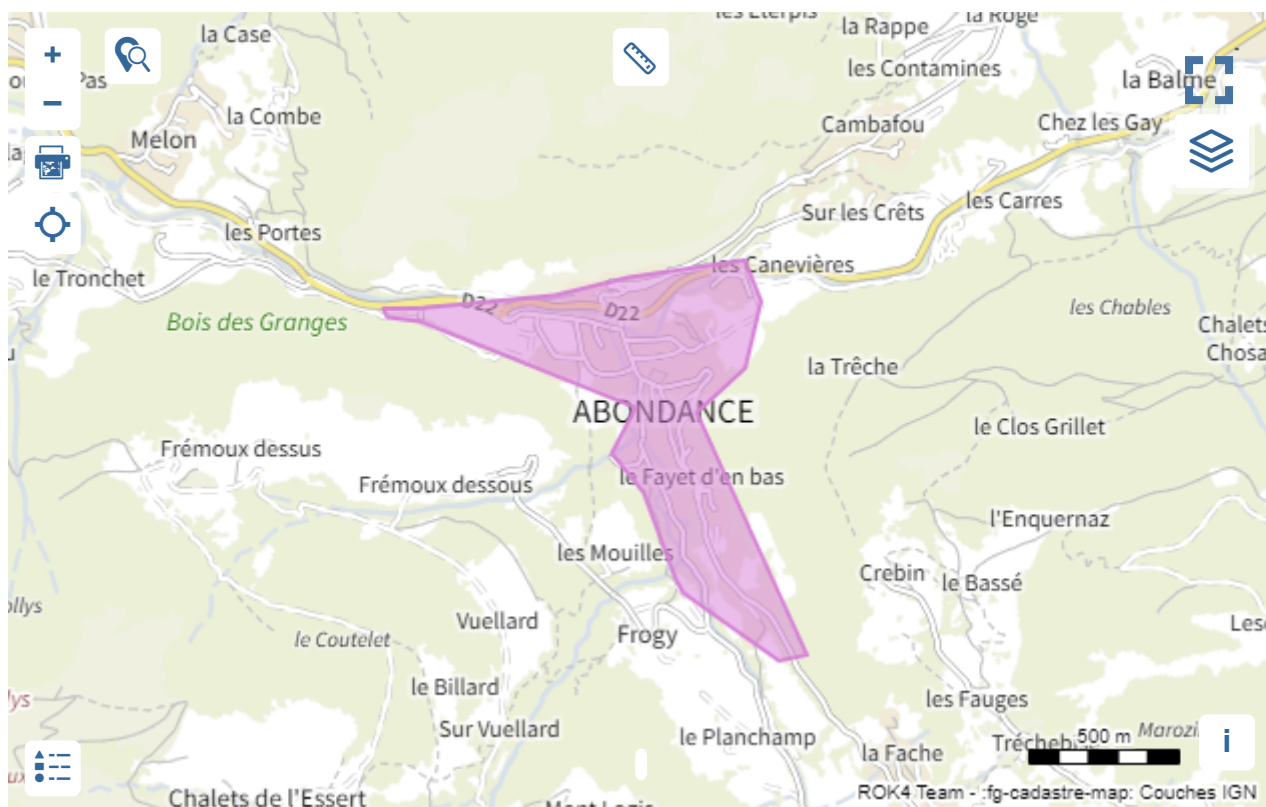 les Eterpis
la Roge
la Rappe
la Case
les Contamines
la Balme
Pas
la Combe
Cambafou
Chez les Gay
Melon
les Carres
Sur les Crêts
les Portes
les Canevières
le Tronchet
D22
D22
les Chables
Bois des Granges
Chalets
Chosa
la Trêche
ABONDANCE
le Clos Grillet
Frémoux dessus
Frémoux dessous
le Fayet d'en bas
l'Enquernaz
les Mouilles
Crebin
le Bassé
ollys
Vuellard
Frogy
le Coutelet
le Billard
les Fauges
Sur Vuellard
le Planchamp
500 m
la Fache
Chalets de l'Essert
Mont Logis
ROK4 Team - :fg-cadastre-map: Couches IGN